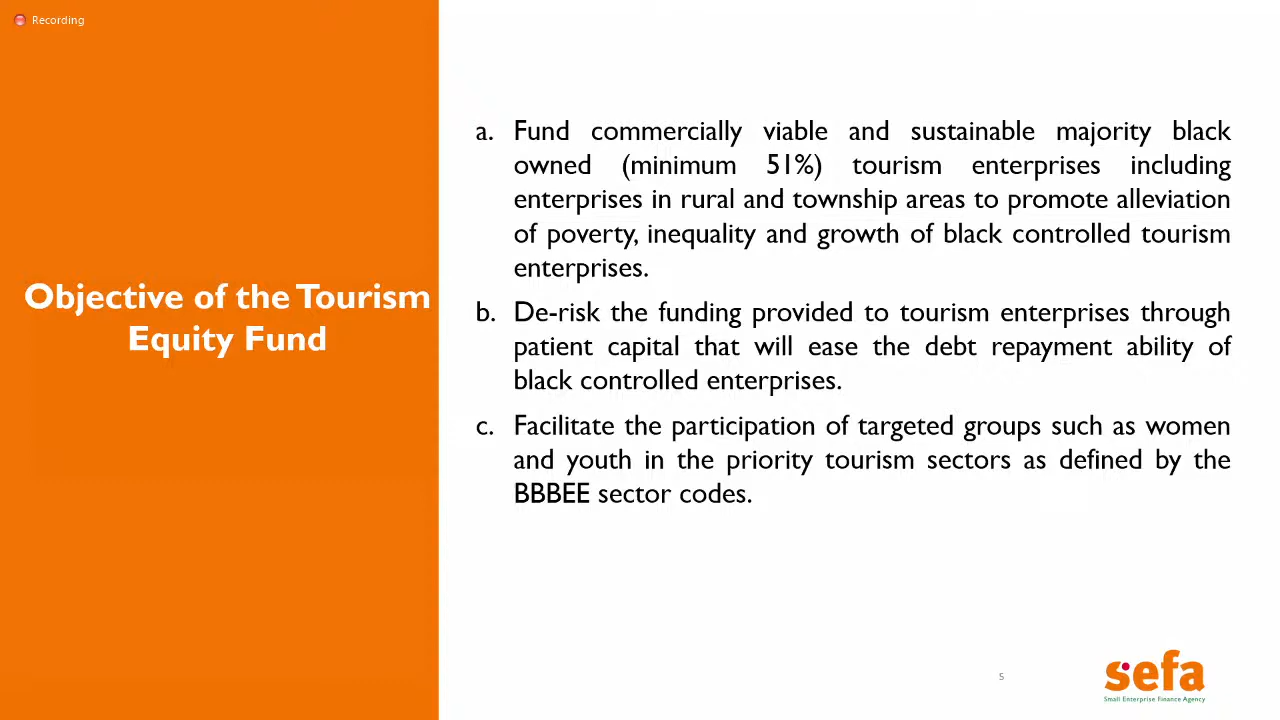 Recording
Objective of the Tourism
Equity Fund
a. Fund commercially viable and sustainable majority black
owned (minimum 51%) tourism enterprises including
enterprises in rural and township areas to promote alleviation
of poverty, inequality and growth of black controlled tourism
enterprises.
b. De-risk the funding provided to tourism enterprises through
patient capital that will ease the debt repayment ability of
black controlled enterprises.
c. Facilitate the participation of targeted groups such as women
and youth in the priority tourism sectors as defined by the
BBBEE sector codes.
5
sefa
Small Enterprise Finance Agency